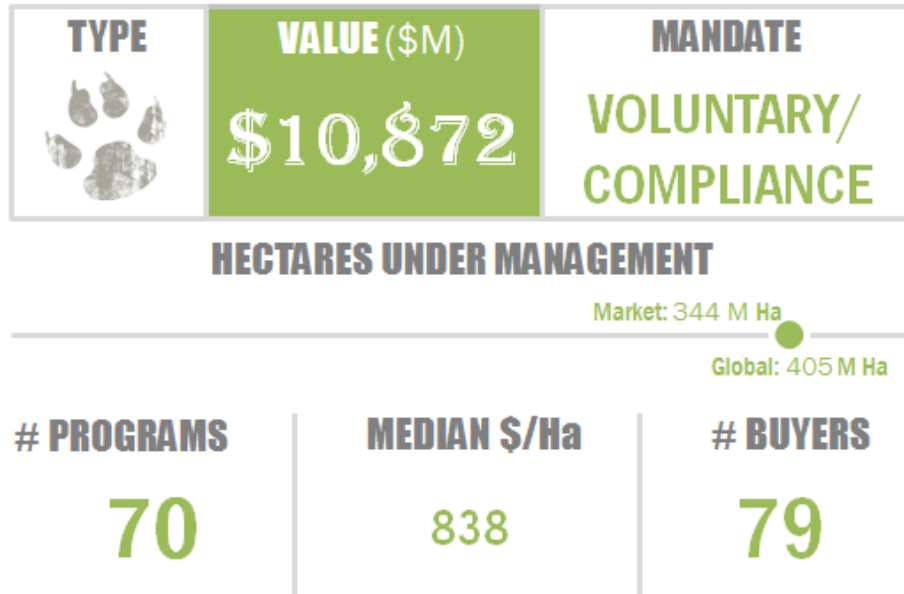 TYPE
VALUE ($M)
MANDATE
$10,872
VOLUNTARY/
COMPLIANCE
HECTARES UNDER MANAGEMENT
Market: 344 M Ha
Global: 405 M Ha
# PROGRAMS
MEDIAN $/Ha
# BUYERS
70
838
79